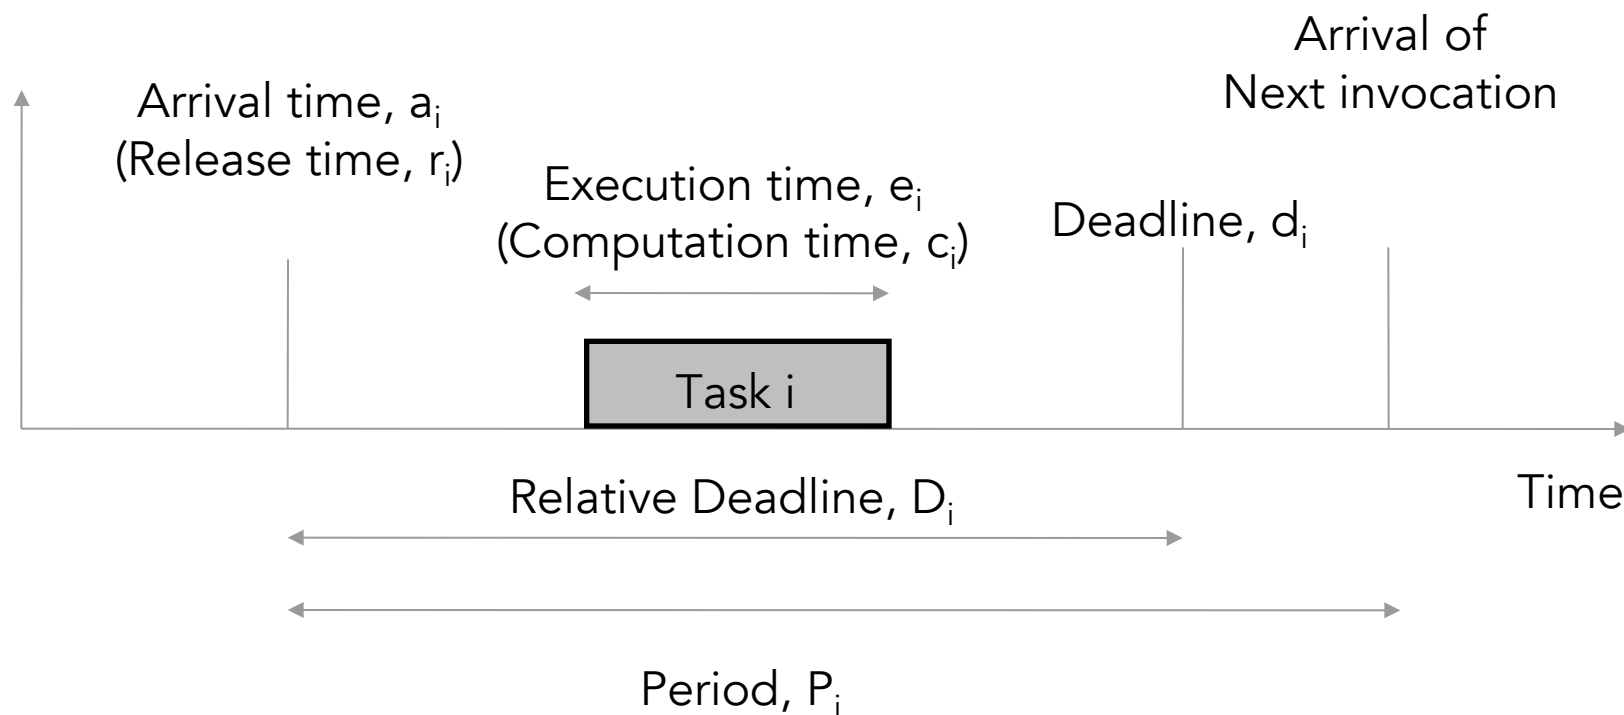 Arrival of
Next invocation
Arrival time, aᵢ
(Release time, rᵢ)
Execution time, eᵢ
(Computation time, cᵢ)
Deadline, dᵢ
Task i
Relative Deadline, Dᵢ
Time
Period, Pᵢ